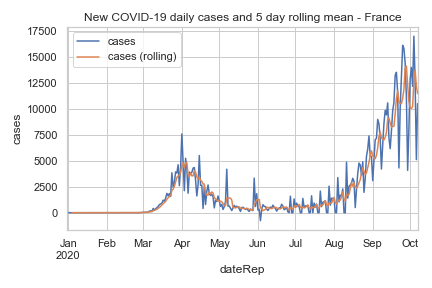 New COVID-19 daily cases and 5 day rolling mean - France
17500
15000
12500
10000
7500
5000
2500
0
cases
cases
cases (rolling)
Jan Feb Mar Apr May Jun Jul Aug Sep Oct
2020
dateRep